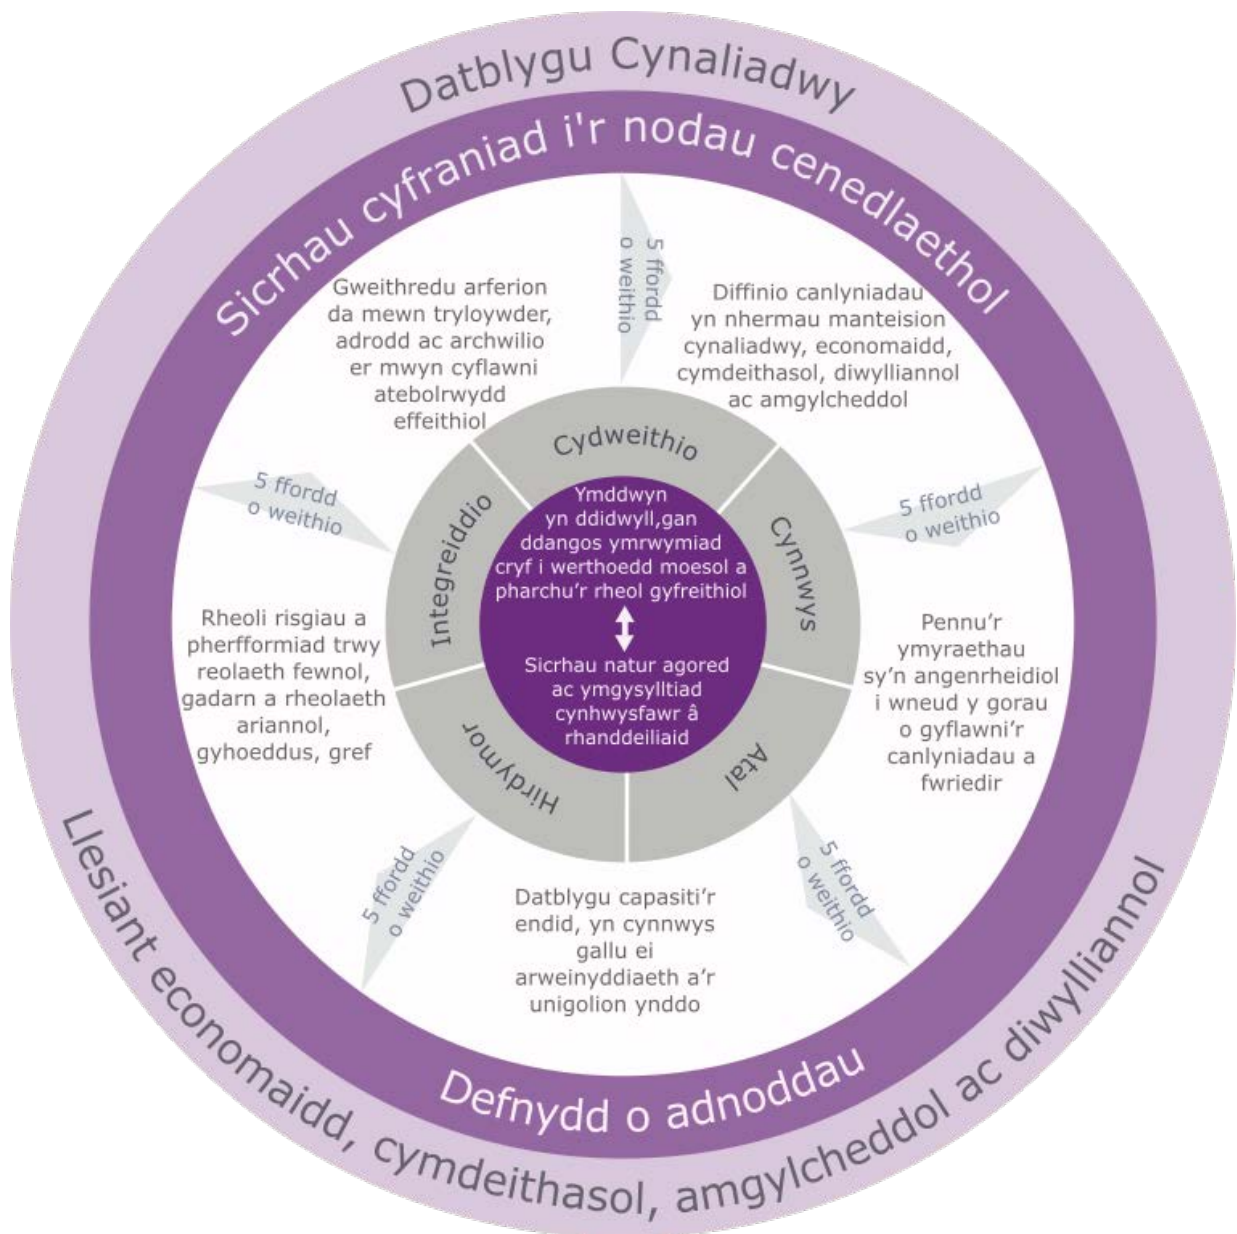 Datblygu Cynaliadwy
Sicrhau cyfraniad i'r nodau cenedlaethol
5 ffordd
o weithio
Gweithredu arferion
da mewn tryloywder,
adrodd ac archwilio
er mwyn cyflawni
atebolrwydd
effeithiol
Diffinio canlyniadau
yn nhermau manteision
cynaliadwy, economaidd,
cymdeithasol, diwylliannol
ac amgylcheddol
5 ffordd
o weithio
5 ffordd
o weithio
Cydweithio
Cynnwys
Atal
Hirdymor
Integreiddio
Ymddwyn
yn ddidwyll,gan
ddangos ymrwymiad
cryf i werthoedd moesol a
pharchu'r rheol gyfreithiol
Sicrhau natur agored
ac ymgysylltiad
cynhwysfawr â
rhanddeiliaid
Rheoli risgiau a
pherfformiad trwy
reolaeth fewnol,
gadarn a rheolaeth
ariannol,
gyhoeddus, gref
Pennu'r
ymyraethau
sy'n angenrheidiol
i wneud y gorau
o gyflawni'r
canlyniadau a
fwriedir
5 ffordd
o weithio
5 ffordd
o weithio
Datblygu capasiti'r
endid, yn cynnwys
gallu ei
arweinyddiaeth a'r
unigolion ynddo
Defnydd o adnoddau
Llesiant economaidd, cymdeithasol, amgylcheddol ac diwylliannol